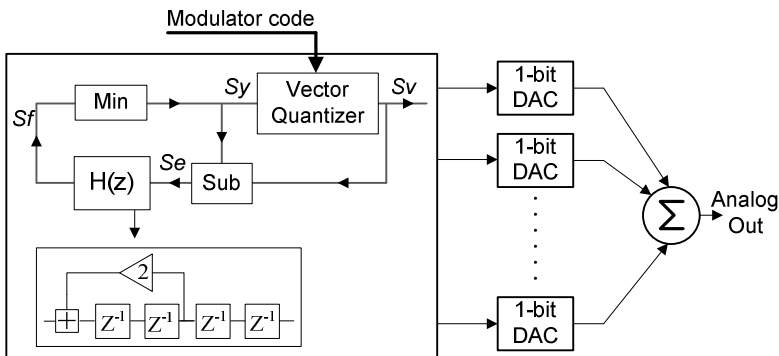 Modulator code
Min
Sf
Sy
Vector
Quantizer
Sv
H(z)
Se
Sub
2
+
Z⁻¹
Z⁻¹
Z⁻¹
Z⁻¹
1-bit
DAC
1-bit
DAC
1-bit
DAC
Σ
Analog
Out